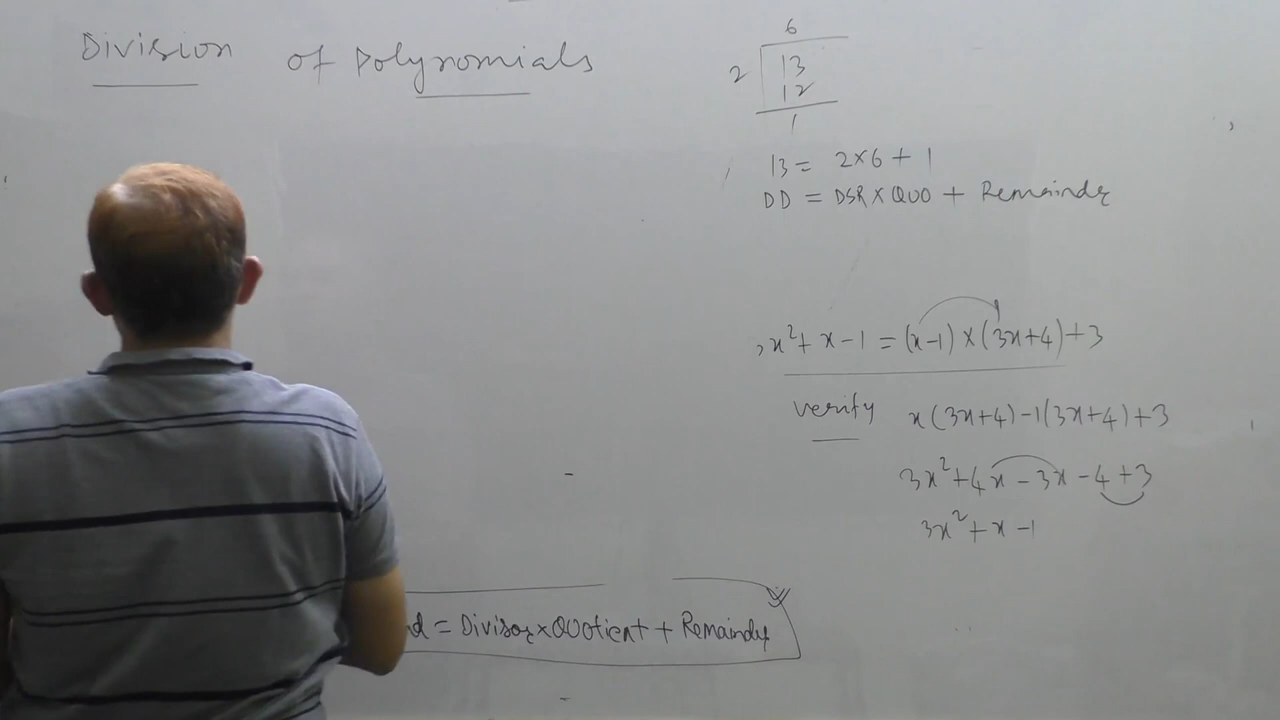 Division of Polynomials
6
2 13
12
1
13 = 2×6 + 1
DD = DSR × QUO + Remainder
x² + x - 1 = (x-1) × (3x+4) + 3
verify x(3x+4) -1(3x+4) +3
3x² + 4x - 3x - 4 + 3
3x² + x - 1
d = Divisor × Quotient + Remainder